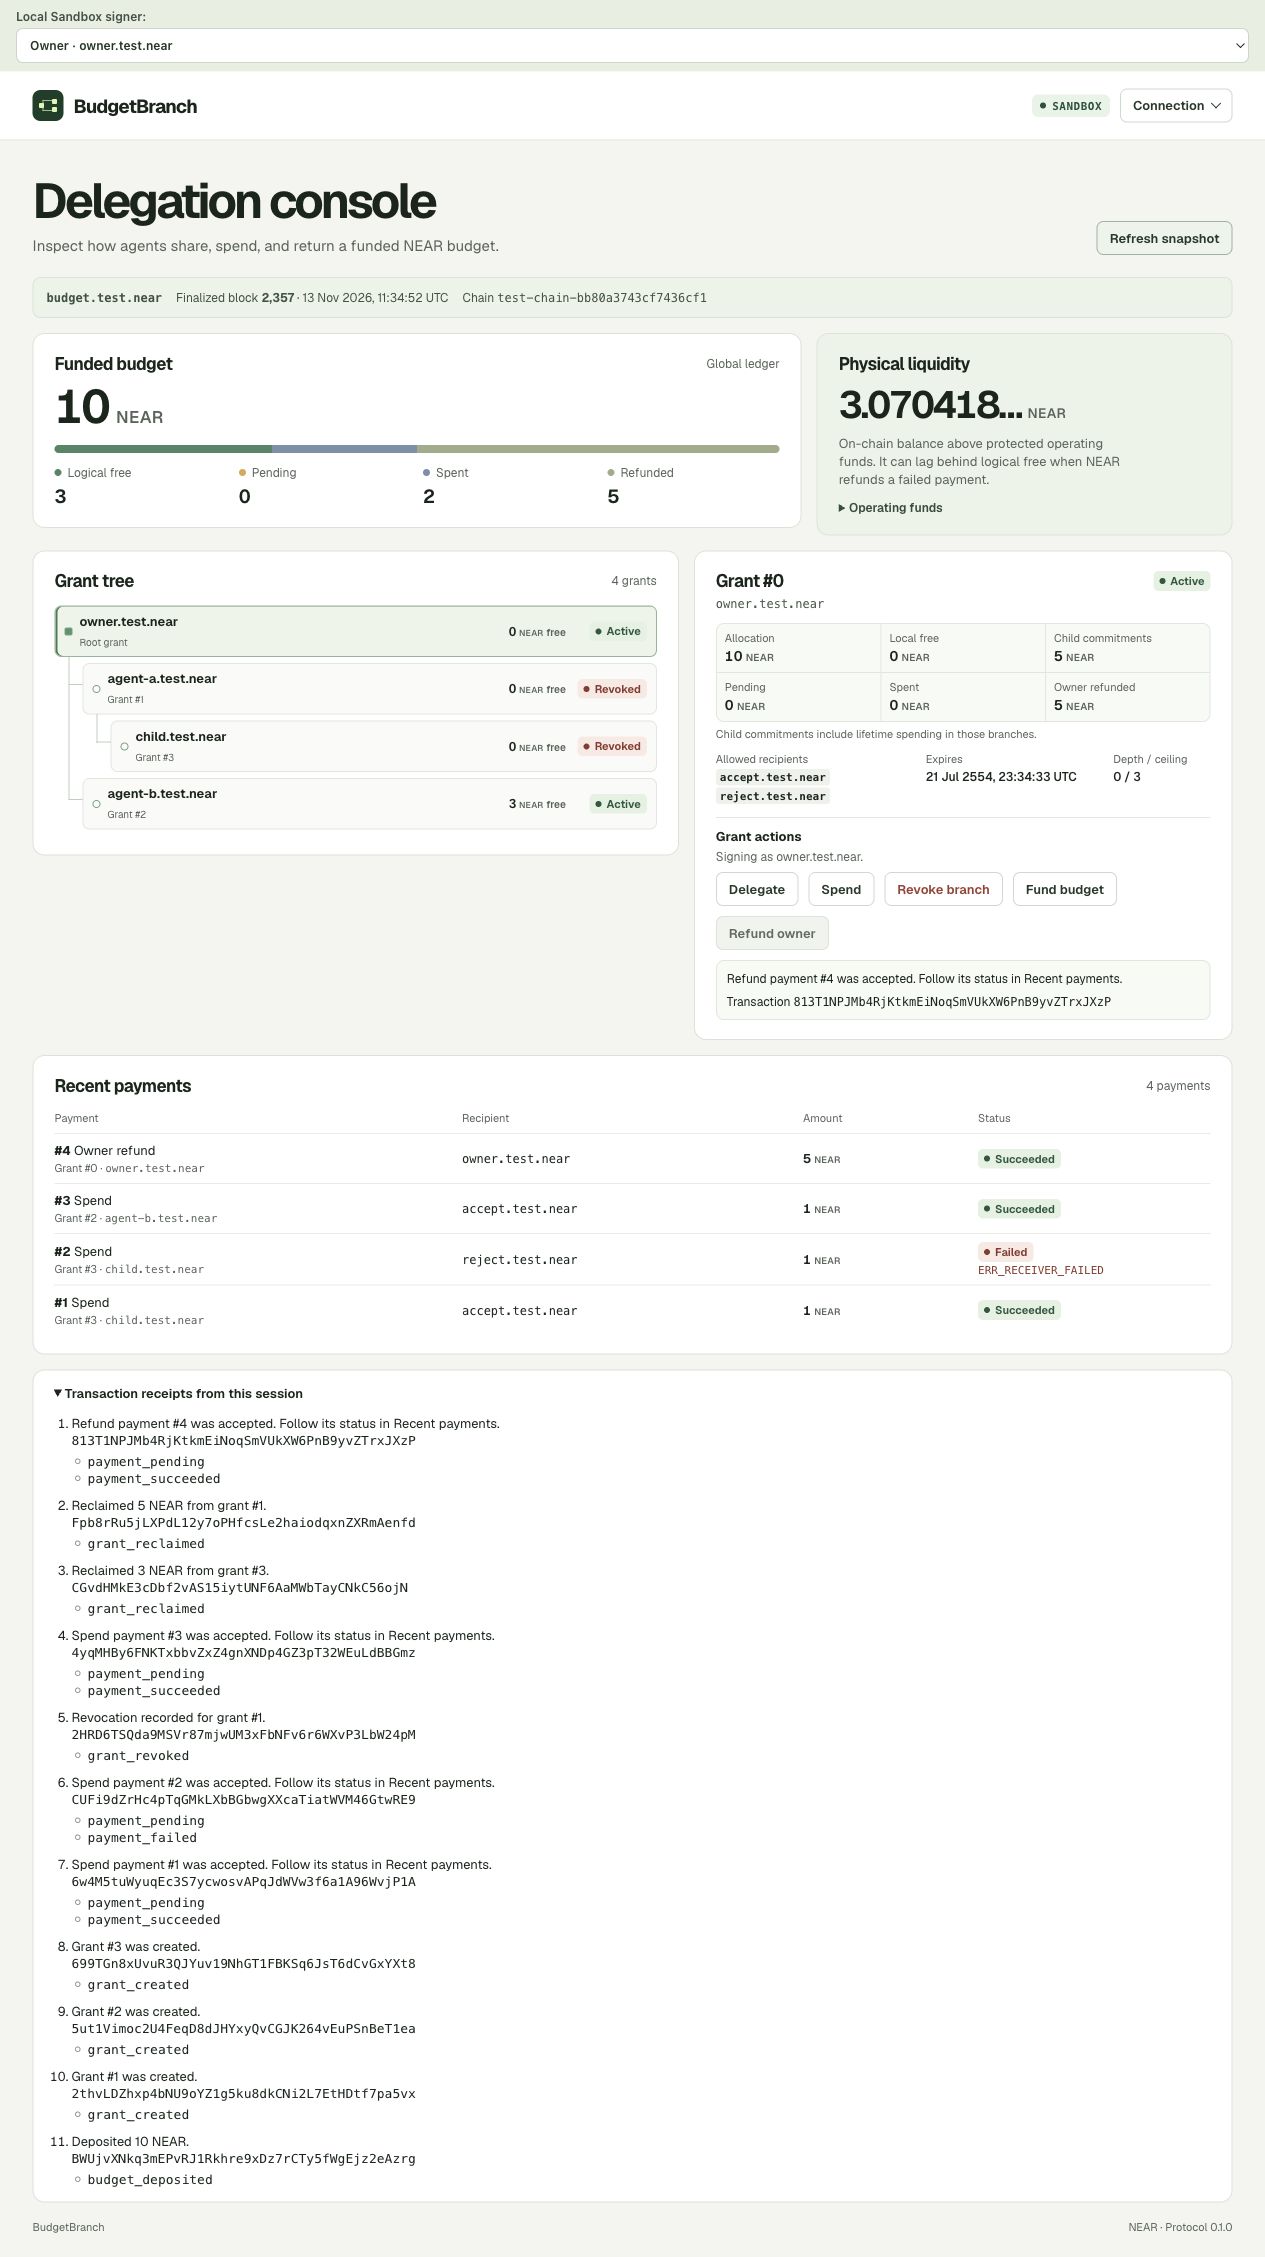 Local Sandbox signer:
Owner · owner.test.near
BudgetBranch
SANDBOX
Connection
Delegation console
Inspect how agents share, spend, and return a funded NEAR budget.
Refresh snapshot
budget.test.near Finalized block 2,357 · 13 Nov 2026, 11:34:52 UTC Chain test-chain-bb80a3743cf7436cf1
Funded budget
Global ledger
10 NEAR
Logical free
Pending
Spent
Refunded
3
0
2
5
Physical liquidity
3.070418... NEAR
On-chain balance above protected operating
funds. It can lag behind logical free when NEAR
refunds a failed payment.
Operating funds
Grant tree
4 grants
owner.test.near
Root grant
0 NEAR free
Active
agent-a.test.near
Grant #1
0 NEAR free
Revoked
child.test.near
Grant #3
0 NEAR free
Revoked
agent-b.test.near
Grant #2
3 NEAR free
Active
Grant #0
Active
owner.test.near
Allocation
10 NEAR
Local free
0 NEAR
Child commitments
5 NEAR
Pending
0 NEAR
Spent
0 NEAR
Owner refunded
5 NEAR
Child commitments include lifetime spending in those branches.
Allowed recipients
accept.test.near
reject.test.near
Expires
21 Jul 2554, 23:34:33 UTC
Depth / ceiling
0 / 3
Grant actions
Signing as owner.test.near.
Delegate
Spend
Revoke branch
Fund budget
Refund owner
Refund payment #4 was accepted. Follow its status in Recent payments.
Transaction 813T1NPJMb4RjKtkmEiNoqSmVUkXW6PnB9yvZTrxJXzP
Recent payments
4 payments
Payment Recipient Amount Status
#4 Owner refund
Grant #0 · owner.test.near
owner.test.near
5 NEAR
Succeeded
#3 Spend
Grant #2 · agent-b.test.near
accept.test.near
1 NEAR
Succeeded
#2 Spend
Grant #3 · child.test.near
reject.test.near
1 NEAR
Failed
ERR_RECEIVER_FAILED
#1 Spend
Grant #3 · child.test.near
accept.test.near
1 NEAR
Succeeded
Transaction receipts from this session
1. Refund payment #4 was accepted. Follow its status in Recent payments.
813T1NPJMb4RjKtkmEiNoqSmVUkXW6PnB9yvZTrxJXzP
payment_pending
payment_succeeded
2. Reclaimed 5 NEAR from grant #1.
Fpb8rRu5jLXPdL12y7oPHfcsLe2haiodqxnZXRmAenfd
grant_reclaimed
3. Reclaimed 3 NEAR from grant #3.
CGvdHMkE3cDbf2vAS15iytUNF6AaMWbTayCNkC56ojN
grant_reclaimed
4. Spend payment #3 was accepted. Follow its status in Recent payments.
4yqMHBy6FNKTxbbvZxZ4gnXNDp4GZ3pT32WEuLdBBGmz
payment_pending
payment_succeeded
5. Revocation recorded for grant #1.
2HRD6TSQda9MSVr87mjwUM3xFbNFv6r6WXvP3LbW24pM
grant_revoked
6. Spend payment #2 was accepted. Follow its status in Recent payments.
CUFi9dZrHc4pTqGMkLXbBGbwgXXcaTiatWVM46GtwRE9
payment_pending
payment_failed
7. Spend payment #1 was accepted. Follow its status in Recent payments.
6w4M5tuWyuqEc3S7ycwosvAPqJdWVw3f6a1A96WvjP1A
payment_pending
payment_succeeded
8. Grant #3 was created.
699TGn8xUvuR3QJYuv19NhGT1FBKSq6JsT6dCvGxYXt8
grant_created
9. Grant #2 was created.
5ut1Vimoc2U4FeqD8dJHYxyQvCGJK264vEuPSnBeT1ea
grant_created
10. Grant #1 was created.
2thvLDZhxp4bNU9oYZ1g5ku8dkCNi2L7EtHDtf7pa5vx
grant_created
11. Deposited 10 NEAR.
BWUjvXNkq3mEPvRJ1Rkhre9xDz7rCTy5fWgEjz2eAzrg
budget_deposited
BudgetBranch
NEAR · Protocol 0.1.0